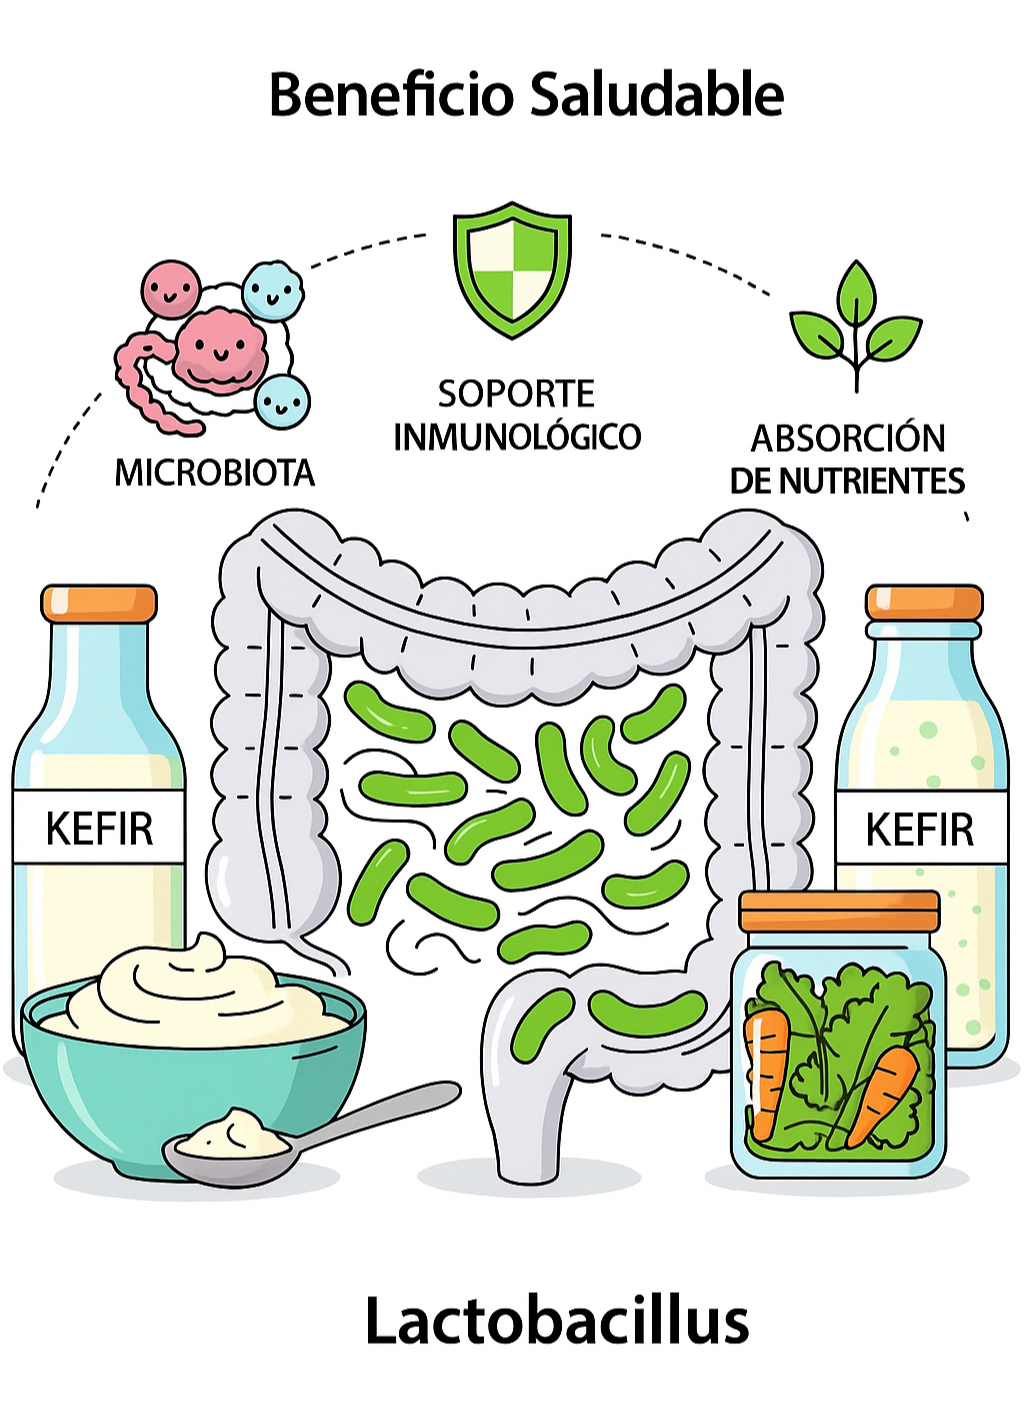 Beneficio Saludable
SOPORTE
INMUNOLÓGICO
MICROBIOTA
ABSORCIÓN
DE NUTRIENTES
KEFIR
KEFIR
Lactobacillus